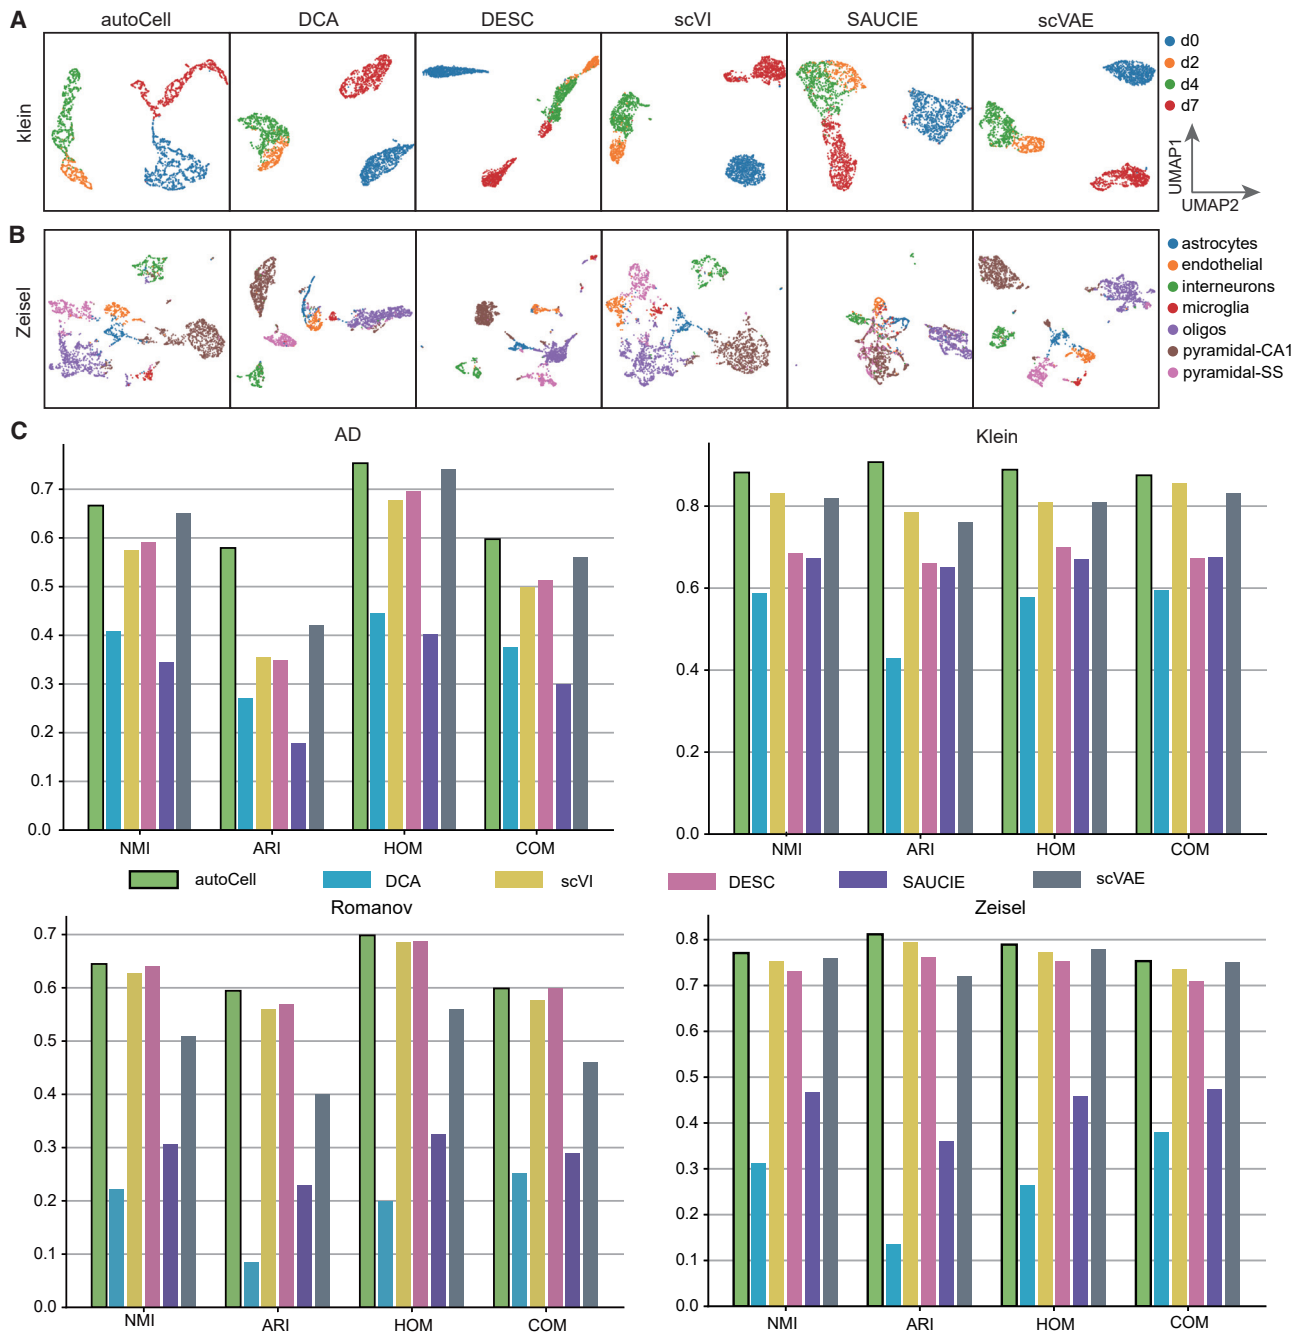 A
autoCell DCA DESC scVI SAUCIE scVAE
klein
d0
d2
d4
d7
UMAP1
UMAP2
B
Zeisel
astrocytes
endothelial
interneurons
microglia
oligos
pyramidal-CA1
pyramidal-SS
C
AD
0.7
0.6
0.5
0.4
0.3
0.2
0.1
0.0
NMI ARI HOM COM
Klein
0.8
0.6
0.4
0.2
0.0
NMI ARI HOM COM
autoCell DCA scVI DESC SAUCIE scVAE
Romanov
0.7
0.6
0.5
0.4
0.3
0.2
0.1
0.0
NMI ARI HOM COM
Zeisel
0.8
0.7
0.6
0.5
0.4
0.3
0.2
0.1
0.0
NMI ARI HOM COM